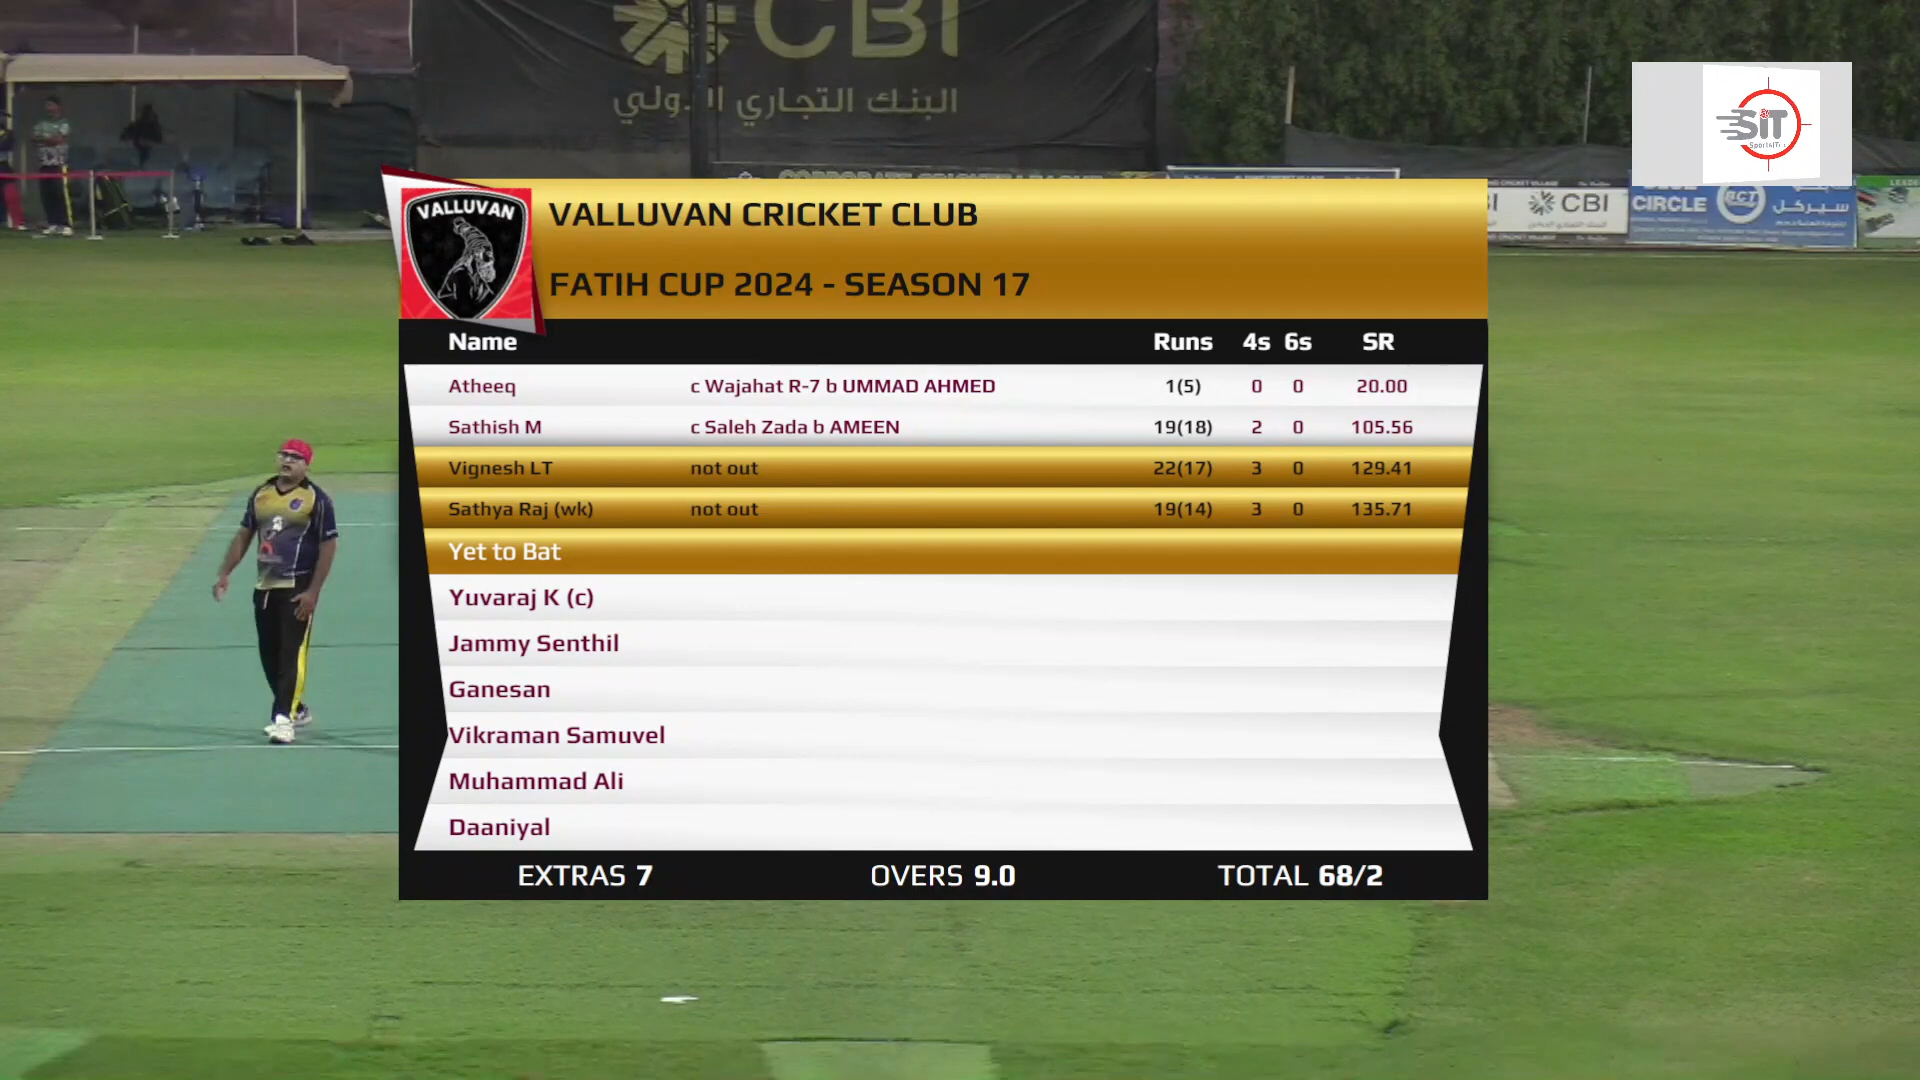 CBI
البنك التجاري الدولي
SiT
CBI
CIRCLE
BCT
سيركل
VALLUVAN
VALLUVAN CRICKET CLUB
FATIH CUP 2024 - SEASON 17
Name Runs 4s 6s SR
Atheeq c Wajahat R-7 b UMMAD AHMED 1(5) 0 0 20.00
Sathish M c Saleh Zada b AMEEN 19(18) 2 0 105.56
Vignesh LT not out 22(17) 3 0 129.41
Sathya Raj (wk) not out 19(14) 3 0 135.71
Yet to Bat
Yuvaraj K (c)
Jammy Senthil
Ganesan
Vikraman Samuvel
Muhammad Ali
Daaniyal
EXTRAS 7 OVERS 9.0 TOTAL 68/2